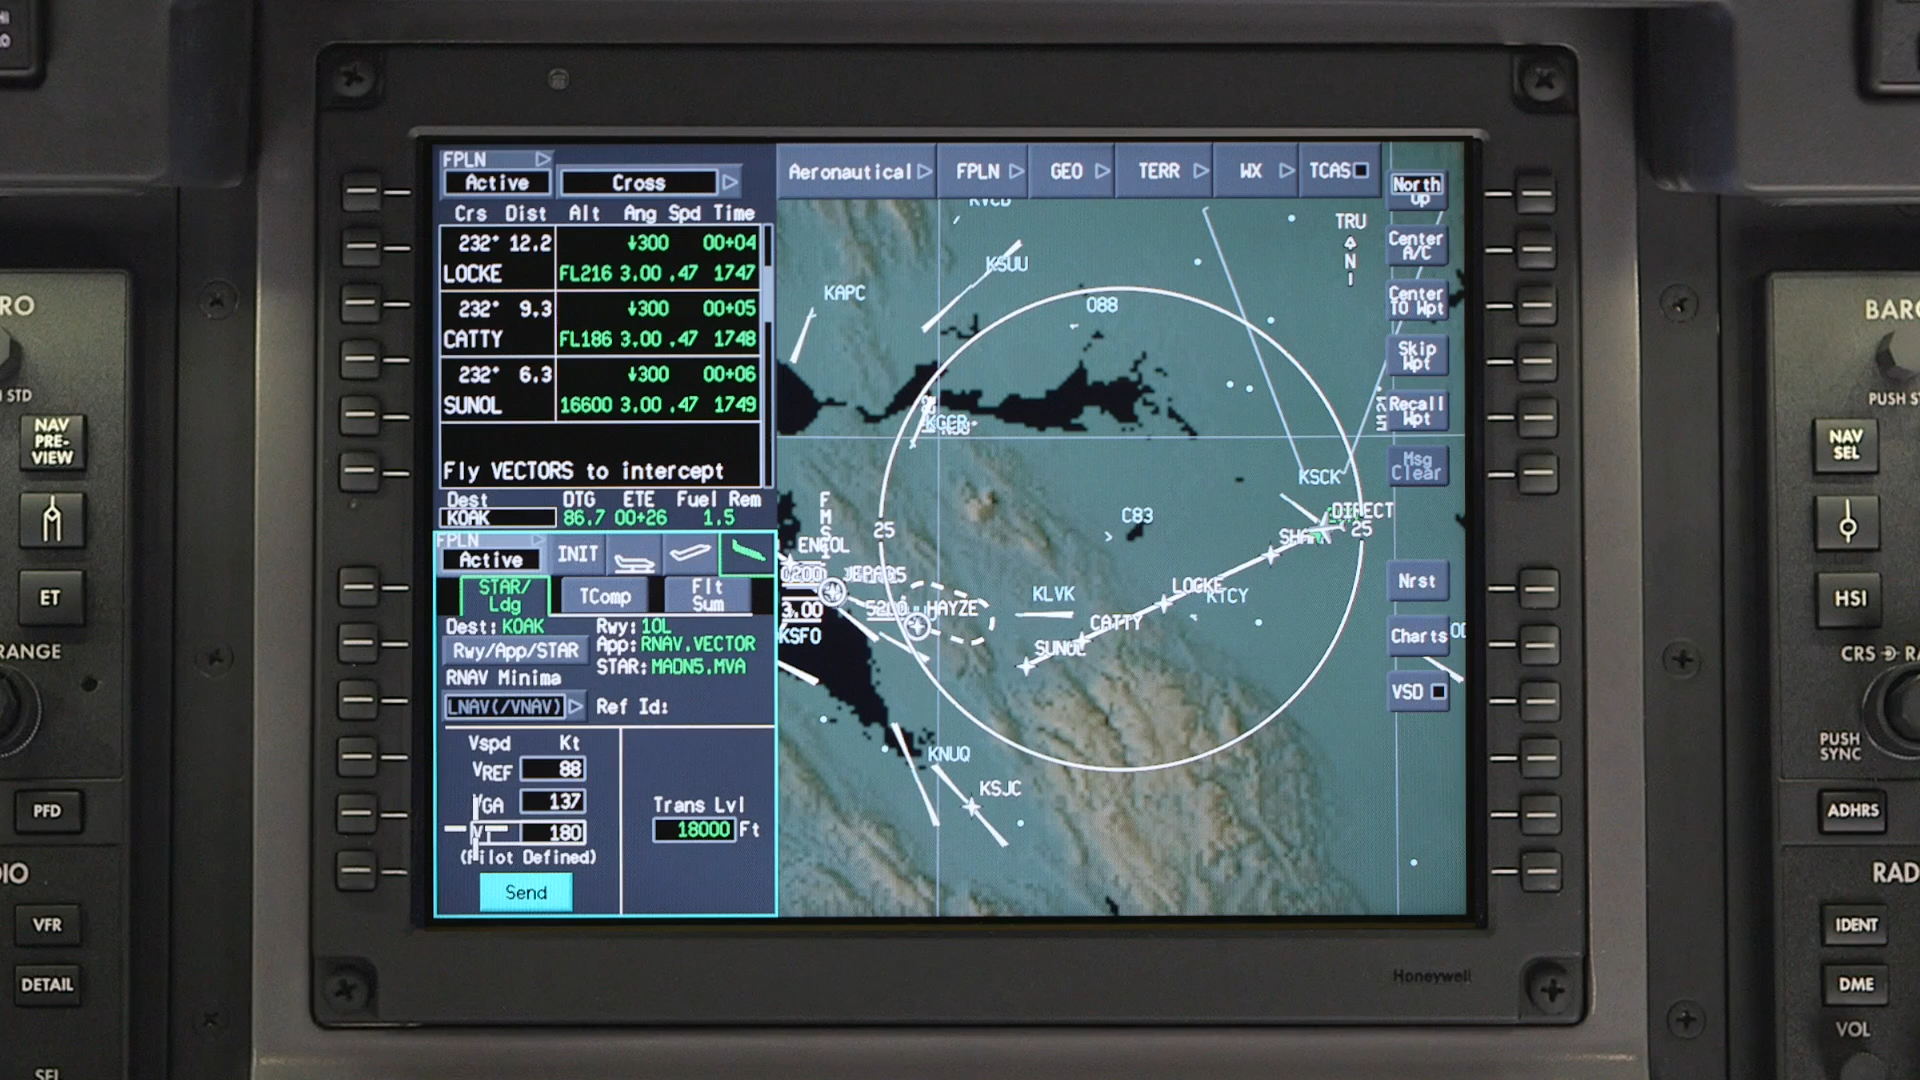 FPLN
Active
Cross
Crs Dist Alt Ang Spd Time
232° 12.2 ↓300 00+04
LOCKE FL216 3.00 .47 1747
232° 9.3 ↓300 00+05
CATTY FL186 3.00 .47 1748
232° 6.3 ↓300 00+06
SUNOL 16600 3.00 .47 1749
Fly VECTORS to intercept
Dest DTG ETE Fuel Rem
KOAK 86.7 00+26 1.5
FPLN
Active
INIT
STAR/
Ldg
TComp
Flt
Sum
Dest: KOAK Rwy: 10L
Rwy/App/STAR
App: RNAV.VECTOR
STAR: MADN5.MVA
RNAV Minima
LNAV(/VNAV) Ref Id:
Vspd Kt
VREF 88
VGA 137
180
(Pilot Defined)
Send
Trans Lvl
18000 Ft
Aeronautical FPLN GEO TERR WX TCAS
North
Up
Center
A/C
Center
TO Wpt
Skip
Wpt
Recall
Wpt
Msg
Clear
Nrst
Charts
VSD
TRU
N
KSUU
KAPC
088
KCCR
KSCK
DIRECT
25
C83
25
FMS1
LOCKE
KTCY
KLVK
CATTY
SUNOL
HAYZE
5200
3.00
KSFO
KNUQ
KSJC
Honeywell
STD
NAV
PRE-
VIEW
ET
RANGE
PFD
VFR
DETAIL
SEL
BARO
PUSH
NAV
SEL
HSI
CRS
PUSH
SYNC
ADHRS
RAD
IDENT
DME
VOL